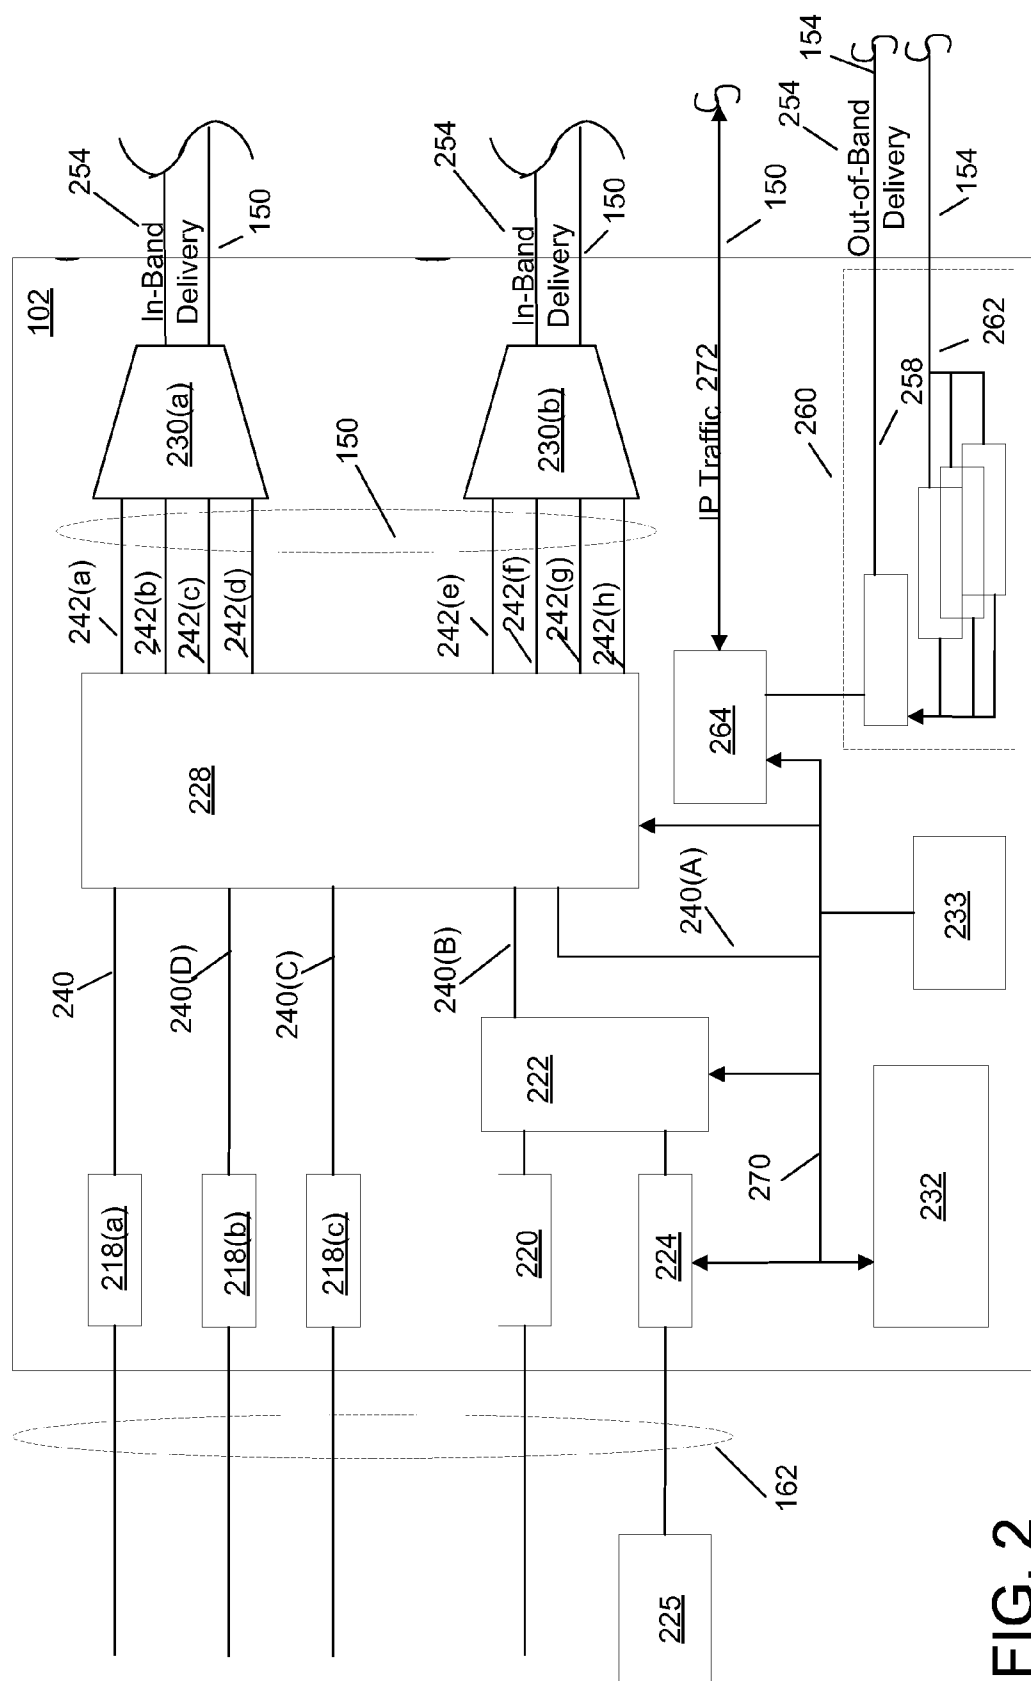 102
254
In-Band
Delivery
150
230(a)
150
242(a)
242(b)
242(c)
242(d)
254
In-Band
Delivery
150
230(b)
242(e)
242(f)
242(g)
242(h)
228
240
240(D)
240(C)
240(B)
240(A)
218(a)
218(b)
218(c)
220
222
224
225
162
270
232
233
264
IP Traffic 272
150
254
154
Out-of-Band
Delivery
154
260
258
262
FIG. 2